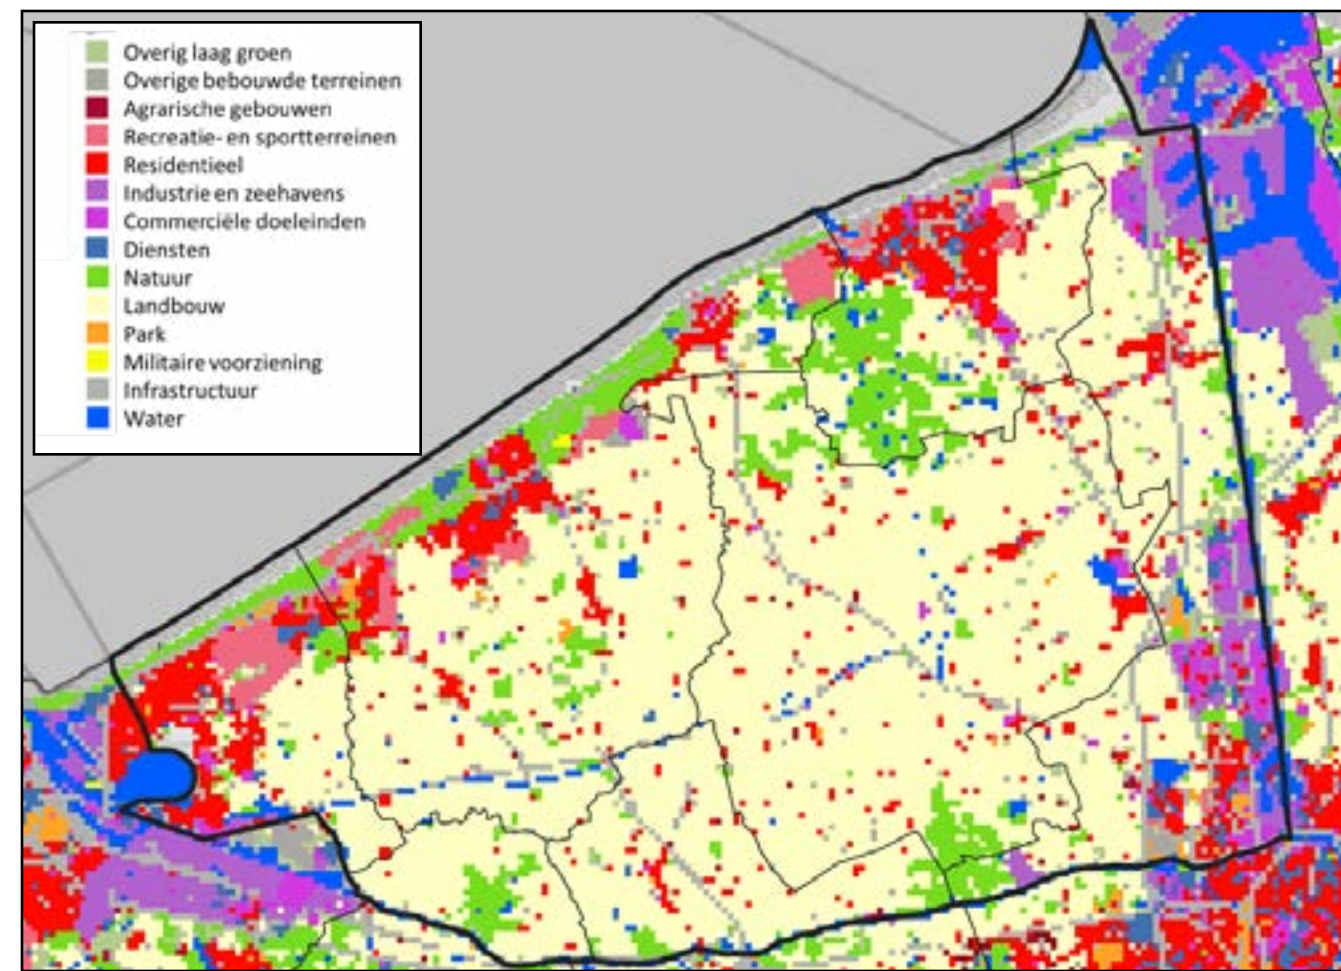 Overig laag groen
Overige bebouwde terreinen
Agrarische gebouwen
Recreatie- en sportterreinen
Residentieel
Industrie en zeehavens
Commerciële doeleinden
Diensten
Natuur
Landbouw
Park
Militaire voorziening
Infrastructuur
Water